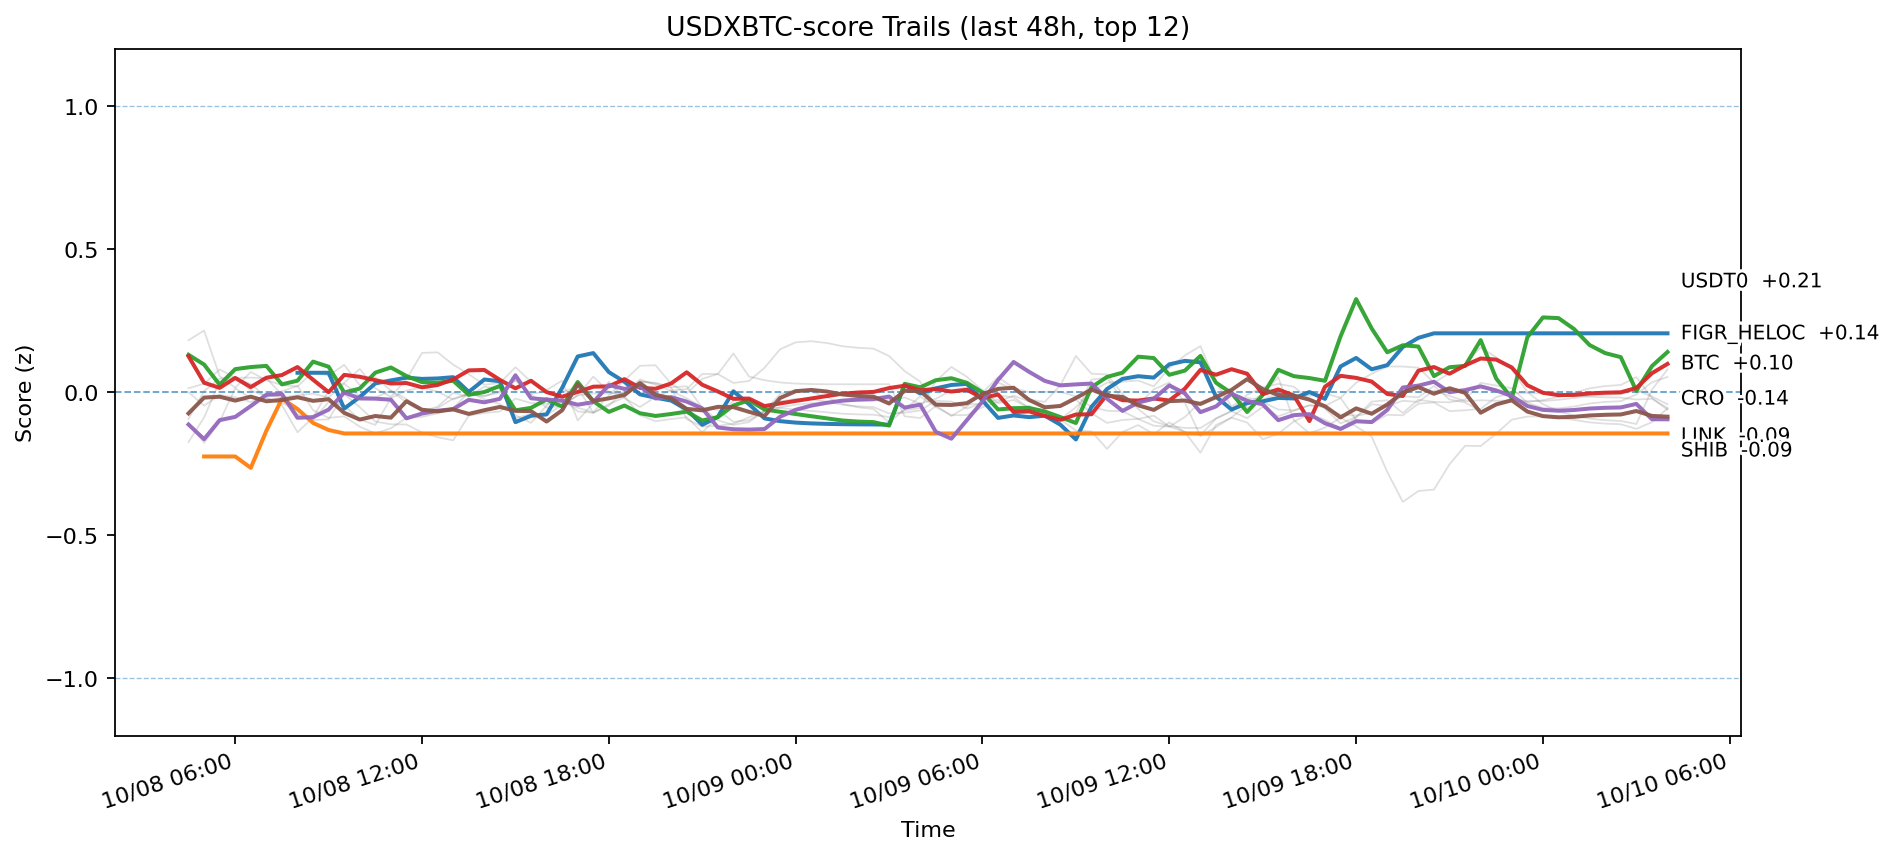 USDXBTC-score Trails (last 48h, top 12)
Score (z)
1.0
0.5
0.0
−0.5
−1.0
USDT0 +0.21
FIGR_HELOC +0.14
BTC +0.10
CRO -0.14
LINK -0.09
SHIB -0.09
10/08 06:00
10/08 12:00
10/08 18:00
10/09 00:00
10/09 06:00
10/09 12:00
10/09 18:00
10/10 00:00
10/10 06:00
Time